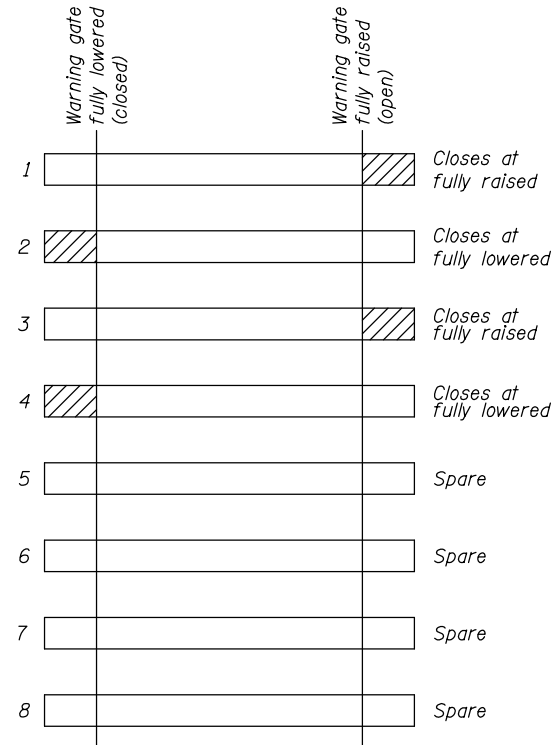 Warning gate
fully lowered
(closed)
Warning gate
fully raised
(open)
1
Closes at
fully raised
2
Closes at
fully lowered
3
Closes at
fully raised
4
Closes at
fully lowered
5
Spare
6
Spare
7
Spare
8
Spare